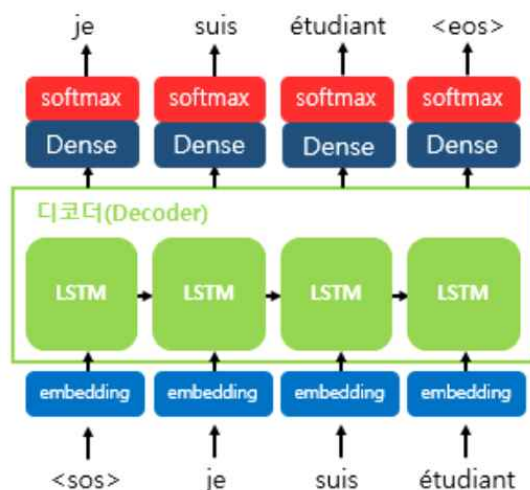 je suis étudiant <eos>
softmax softmax softmax softmax
Dense Dense Dense Dense
디코더(Decoder)
LSTM LSTM LSTM LSTM
embedding embedding embedding embedding
<sos> je suis étudiant